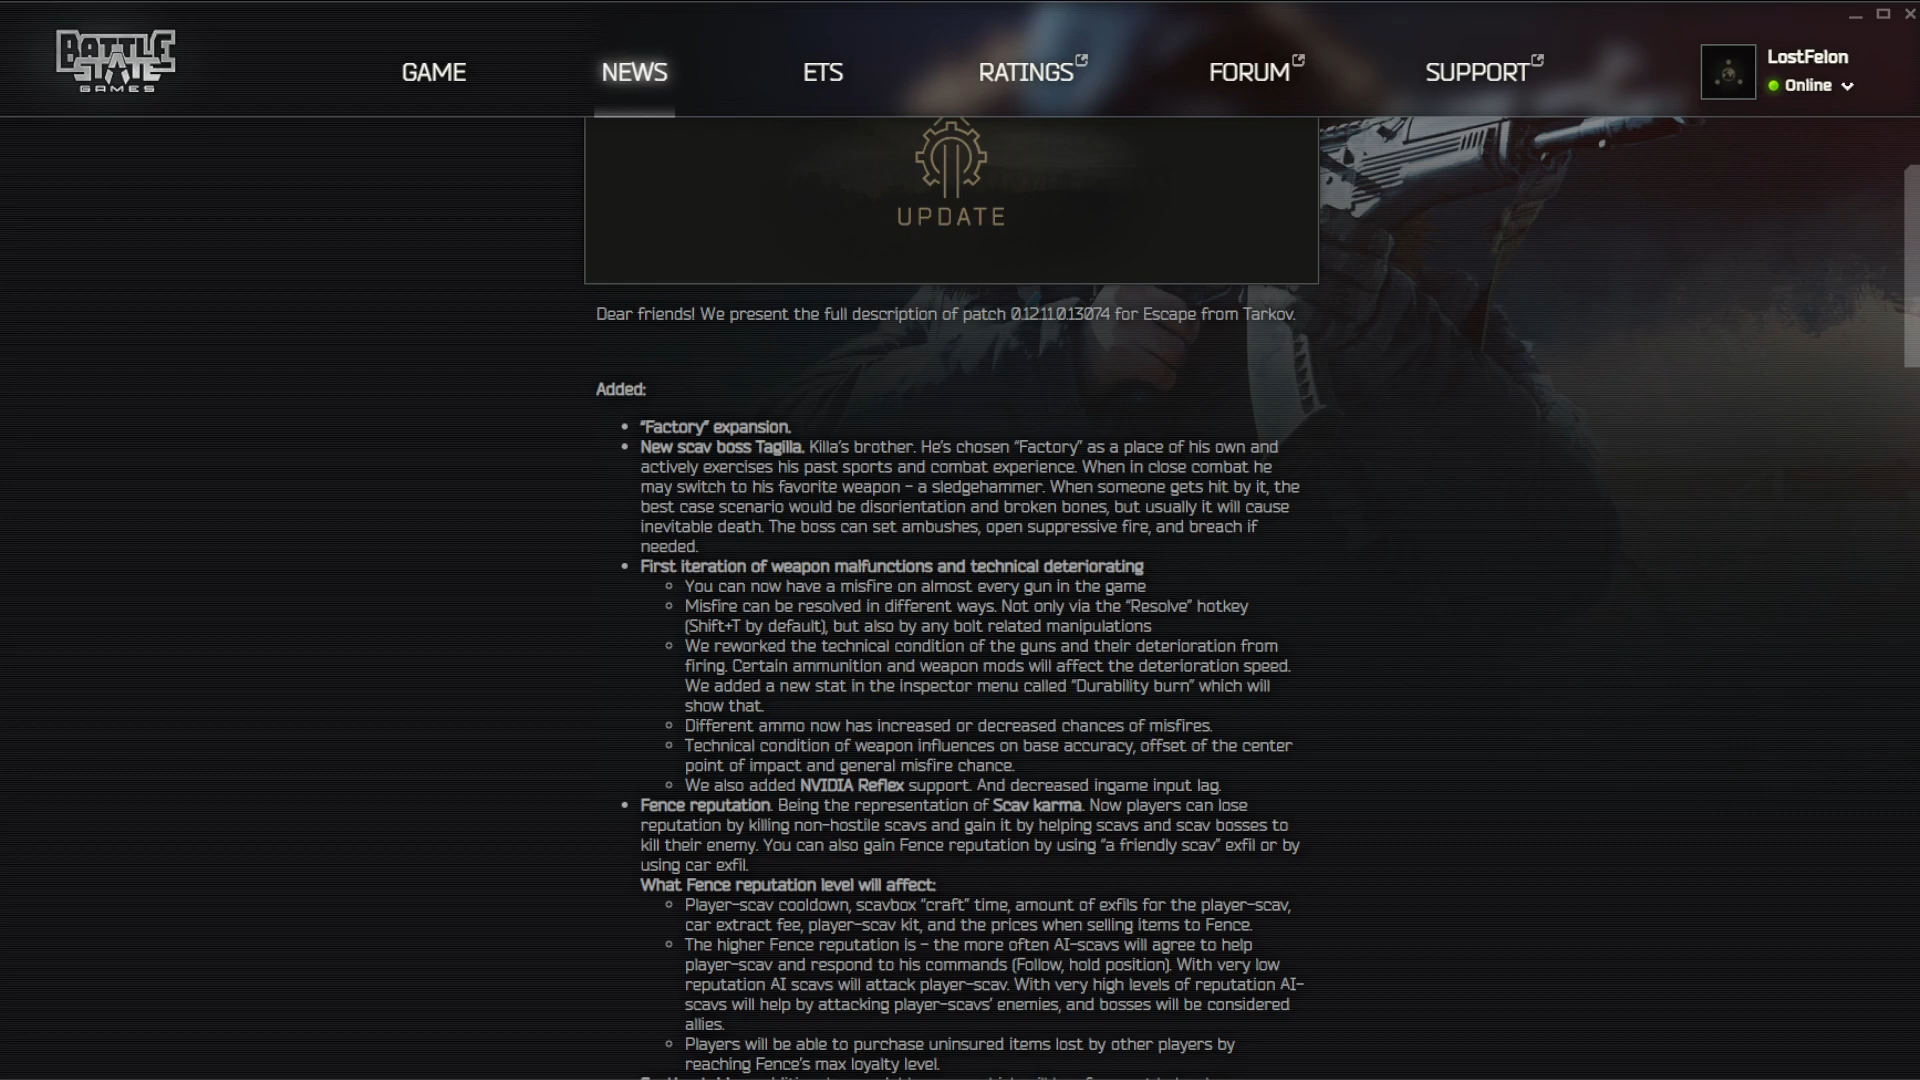 BATTLE
STATE
GAMES
GAME
NEWS
ETS
RATINGS
FORUM
SUPPORT
LostFelon
Online
UPDATE
Dear friends! We present the full description of patch 0.12.11.0.13074 for Escape from Tarkov.
Added:
• “Factory” expansion.
• New scav boss Tagilla. Killa’s brother. He’s chosen “Factory” as a place of his own and
actively exercises his past sports and combat experience. When in close combat he
may switch to his favorite weapon – a sledgehammer. When someone gets hit by it, the
best case scenario would be disorientation and broken bones, but usually it will cause
inevitable death. The boss can set ambushes, open suppressive fire, and breach if
needed.
• First iteration of weapon malfunctions and technical deteriorating
◦ You can now have a misfire on almost every gun in the game
◦ Misfire can be resolved in different ways. Not only via the “Resolve” hotkey
(Shift+T by default), but also by any bolt related manipulations
◦ We reworked the technical condition of the guns and their deterioration from
firing. Certain ammunition and weapon mods will affect the deterioration speed.
We added a new stat in the inspector menu called “Durability burn” which will
show that.
◦ Different ammo now has increased or decreased chances of misfires.
◦ Technical condition of weapon influences on base accuracy, offset of the center
point of impact and general misfire chance.
◦ We also added NVIDIA Reflex support. And decreased ingame input lag.
• Fence reputation. Being the representation of Scav karma. Now players can lose
reputation by killing non-hostile scavs and gain it by helping scavs and scav bosses to
kill their enemy. You can also gain Fence reputation by using “a friendly scav” exfil or by
using car exfil.
What Fence reputation level will affect:
◦ Player-scav cooldown, scavbox “craft” time, amount of exfils for the player-scav,
car extract fee, player-scav kit, and the prices when selling items to Fence.
◦ The higher Fence reputation is – the more often AI-scavs will agree to help
player-scav and respond to his commands (Follow, hold position). With very low
reputation AI scavs will attack player-scav. With very high levels of reputation AI-
scavs will help by attacking player-scavs’ enemies, and bosses will be considered
allies.
◦ Players will be able to purchase uninsured items lost by other players by
reaching Fence’s max loyalty level.